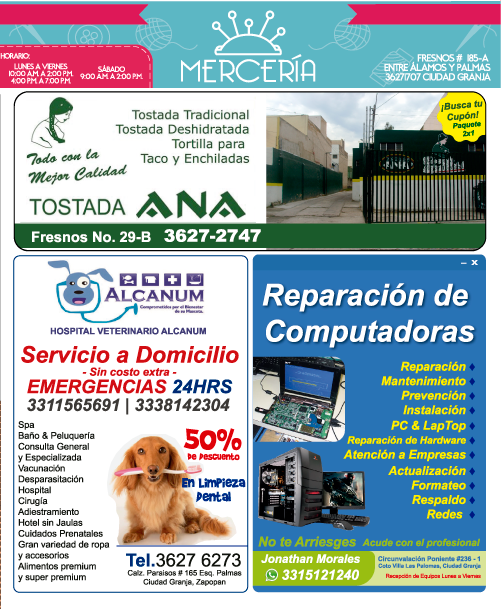 MERCERÍA
HORARIO:
LUNES A VIERNES
10:00 A.M. A 2:00 P.M.
4:00 P.M. A 7:00 P.M.
SÁBADO
9:00 A.M. A 2:00 P.M.
FRESNOS # 185-A
ENTRE ÁLAMOS Y PALMAS
36271707 CIUDAD GRANJA
Todo con la
Mejor Calidad
Tostada Tradicional
Tostada Deshidratada
Tortilla para
Taco y Enchiladas
TOSTADA ANA
¡Busca tu
Cupón!
Paquete
2x1
Fresnos No. 29-B 3627-2747
ALCANUM
Comprometidos por el Bienestar
de su Mascota.
HOSPITAL VETERINARIO ALCANUM
Servicio a Domicilio
- Sin costo extra -
EMERGENCIAS 24HRS
3311565691 | 3338142304
Spa
Baño & Peluquería
Consulta General
y Especializada
Vacunación
Desparasitación
Hospital
Cirugía
Adiestramiento
Hotel sin Jaulas
Cuidados Prenatales
Gran variedad de ropa
y accesorios
Alimentos premium
y super premium
50%
DE DESCUENTO
En Limpieza
Dental
Tel.3627 6273
Calz. Paraisos # 165 Esq. Palmas
Ciudad Granja, Zapopan
– x
Reparación de
Computadoras
Reparación
Mantenimiento
Prevención
Instalación
PC & LapTop
Reparación de Hardware
Atención a Empresas
Actualización
Formateo
Respaldo
Redes
No te Arriesges Acude con el profesional
Jonathan Morales
3315121240
Circunvalación Poniente #236 - 1
Coto Villa Las Palomas, Ciudad Granja
Recepción de Equipos Lunes a Viernes